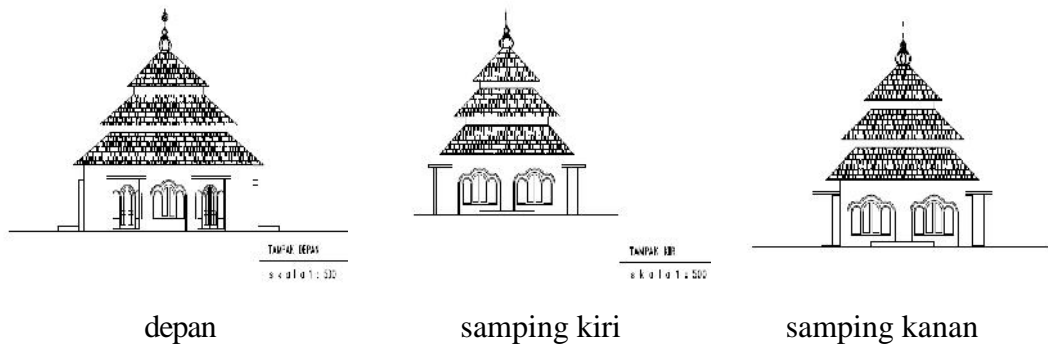 TAMPAK DEPAN
skala 1 : 500
TAMPAK KIRI
skala 1 : 500
depan
samping kiri
samping kanan